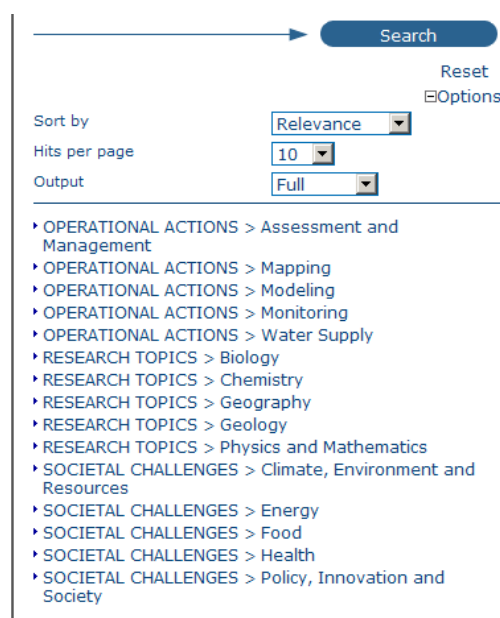 Search
Reset
Options
Sort by Relevance
Hits per page 10
Output Full
OPERATIONAL ACTIONS > Assessment and
Management
OPERATIONAL ACTIONS > Mapping
OPERATIONAL ACTIONS > Modeling
OPERATIONAL ACTIONS > Monitoring
OPERATIONAL ACTIONS > Water Supply
RESEARCH TOPICS > Biology
RESEARCH TOPICS > Chemistry
RESEARCH TOPICS > Geography
RESEARCH TOPICS > Geology
RESEARCH TOPICS > Physics and Mathematics
SOCIETAL CHALLENGES > Climate, Environment and
Resources
SOCIETAL CHALLENGES > Energy
SOCIETAL CHALLENGES > Food
SOCIETAL CHALLENGES > Health
SOCIETAL CHALLENGES > Policy, Innovation and
Society